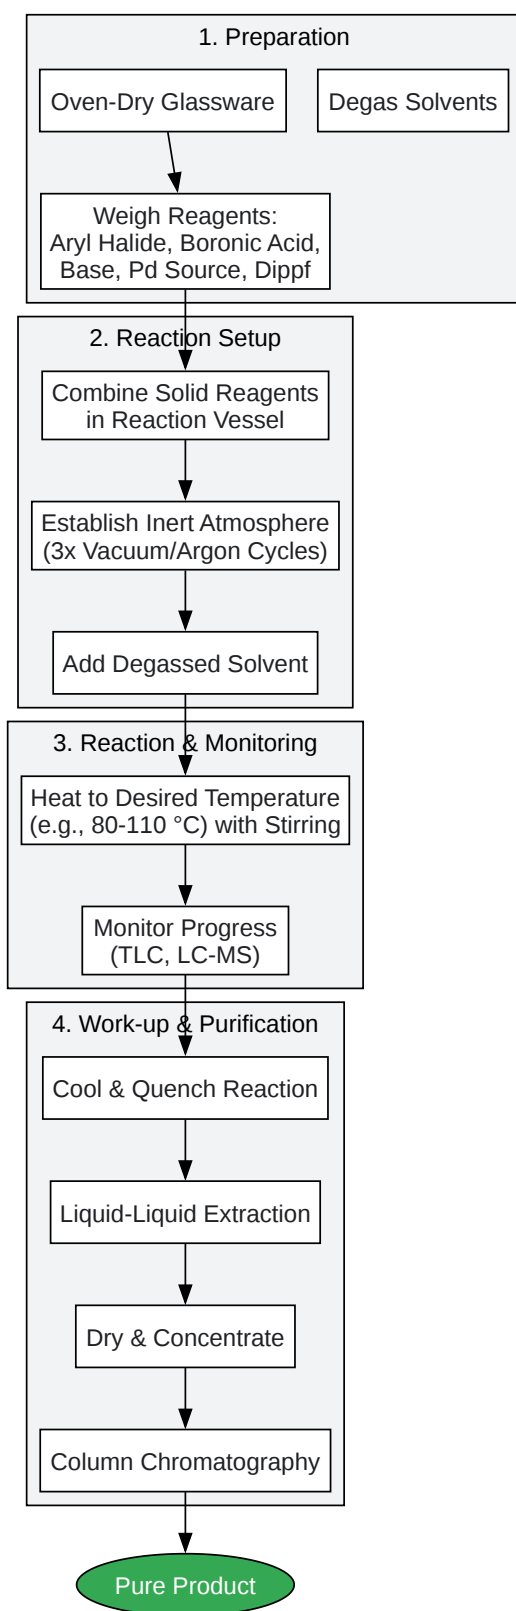 1. Preparation
Oven-Dry Glassware
Degas Solvents
Weigh Reagents:
Aryl Halide, Boronic Acid,
Base, Pd Source, Dippf
2. Reaction Setup
Combine Solid Reagents
in Reaction Vessel
Establish Inert Atmosphere
(3x Vacuum/Argon Cycles)
Add Degassed Solvent
3. Reaction & Monitoring
Heat to Desired Temperature
(e.g., 80-110 °C) with Stirring
Monitor Progress
(TLC, LC-MS)
4. Work-up & Purification
Cool & Quench Reaction
Liquid-Liquid Extraction
Dry & Concentrate
Column Chromatography
Pure Product